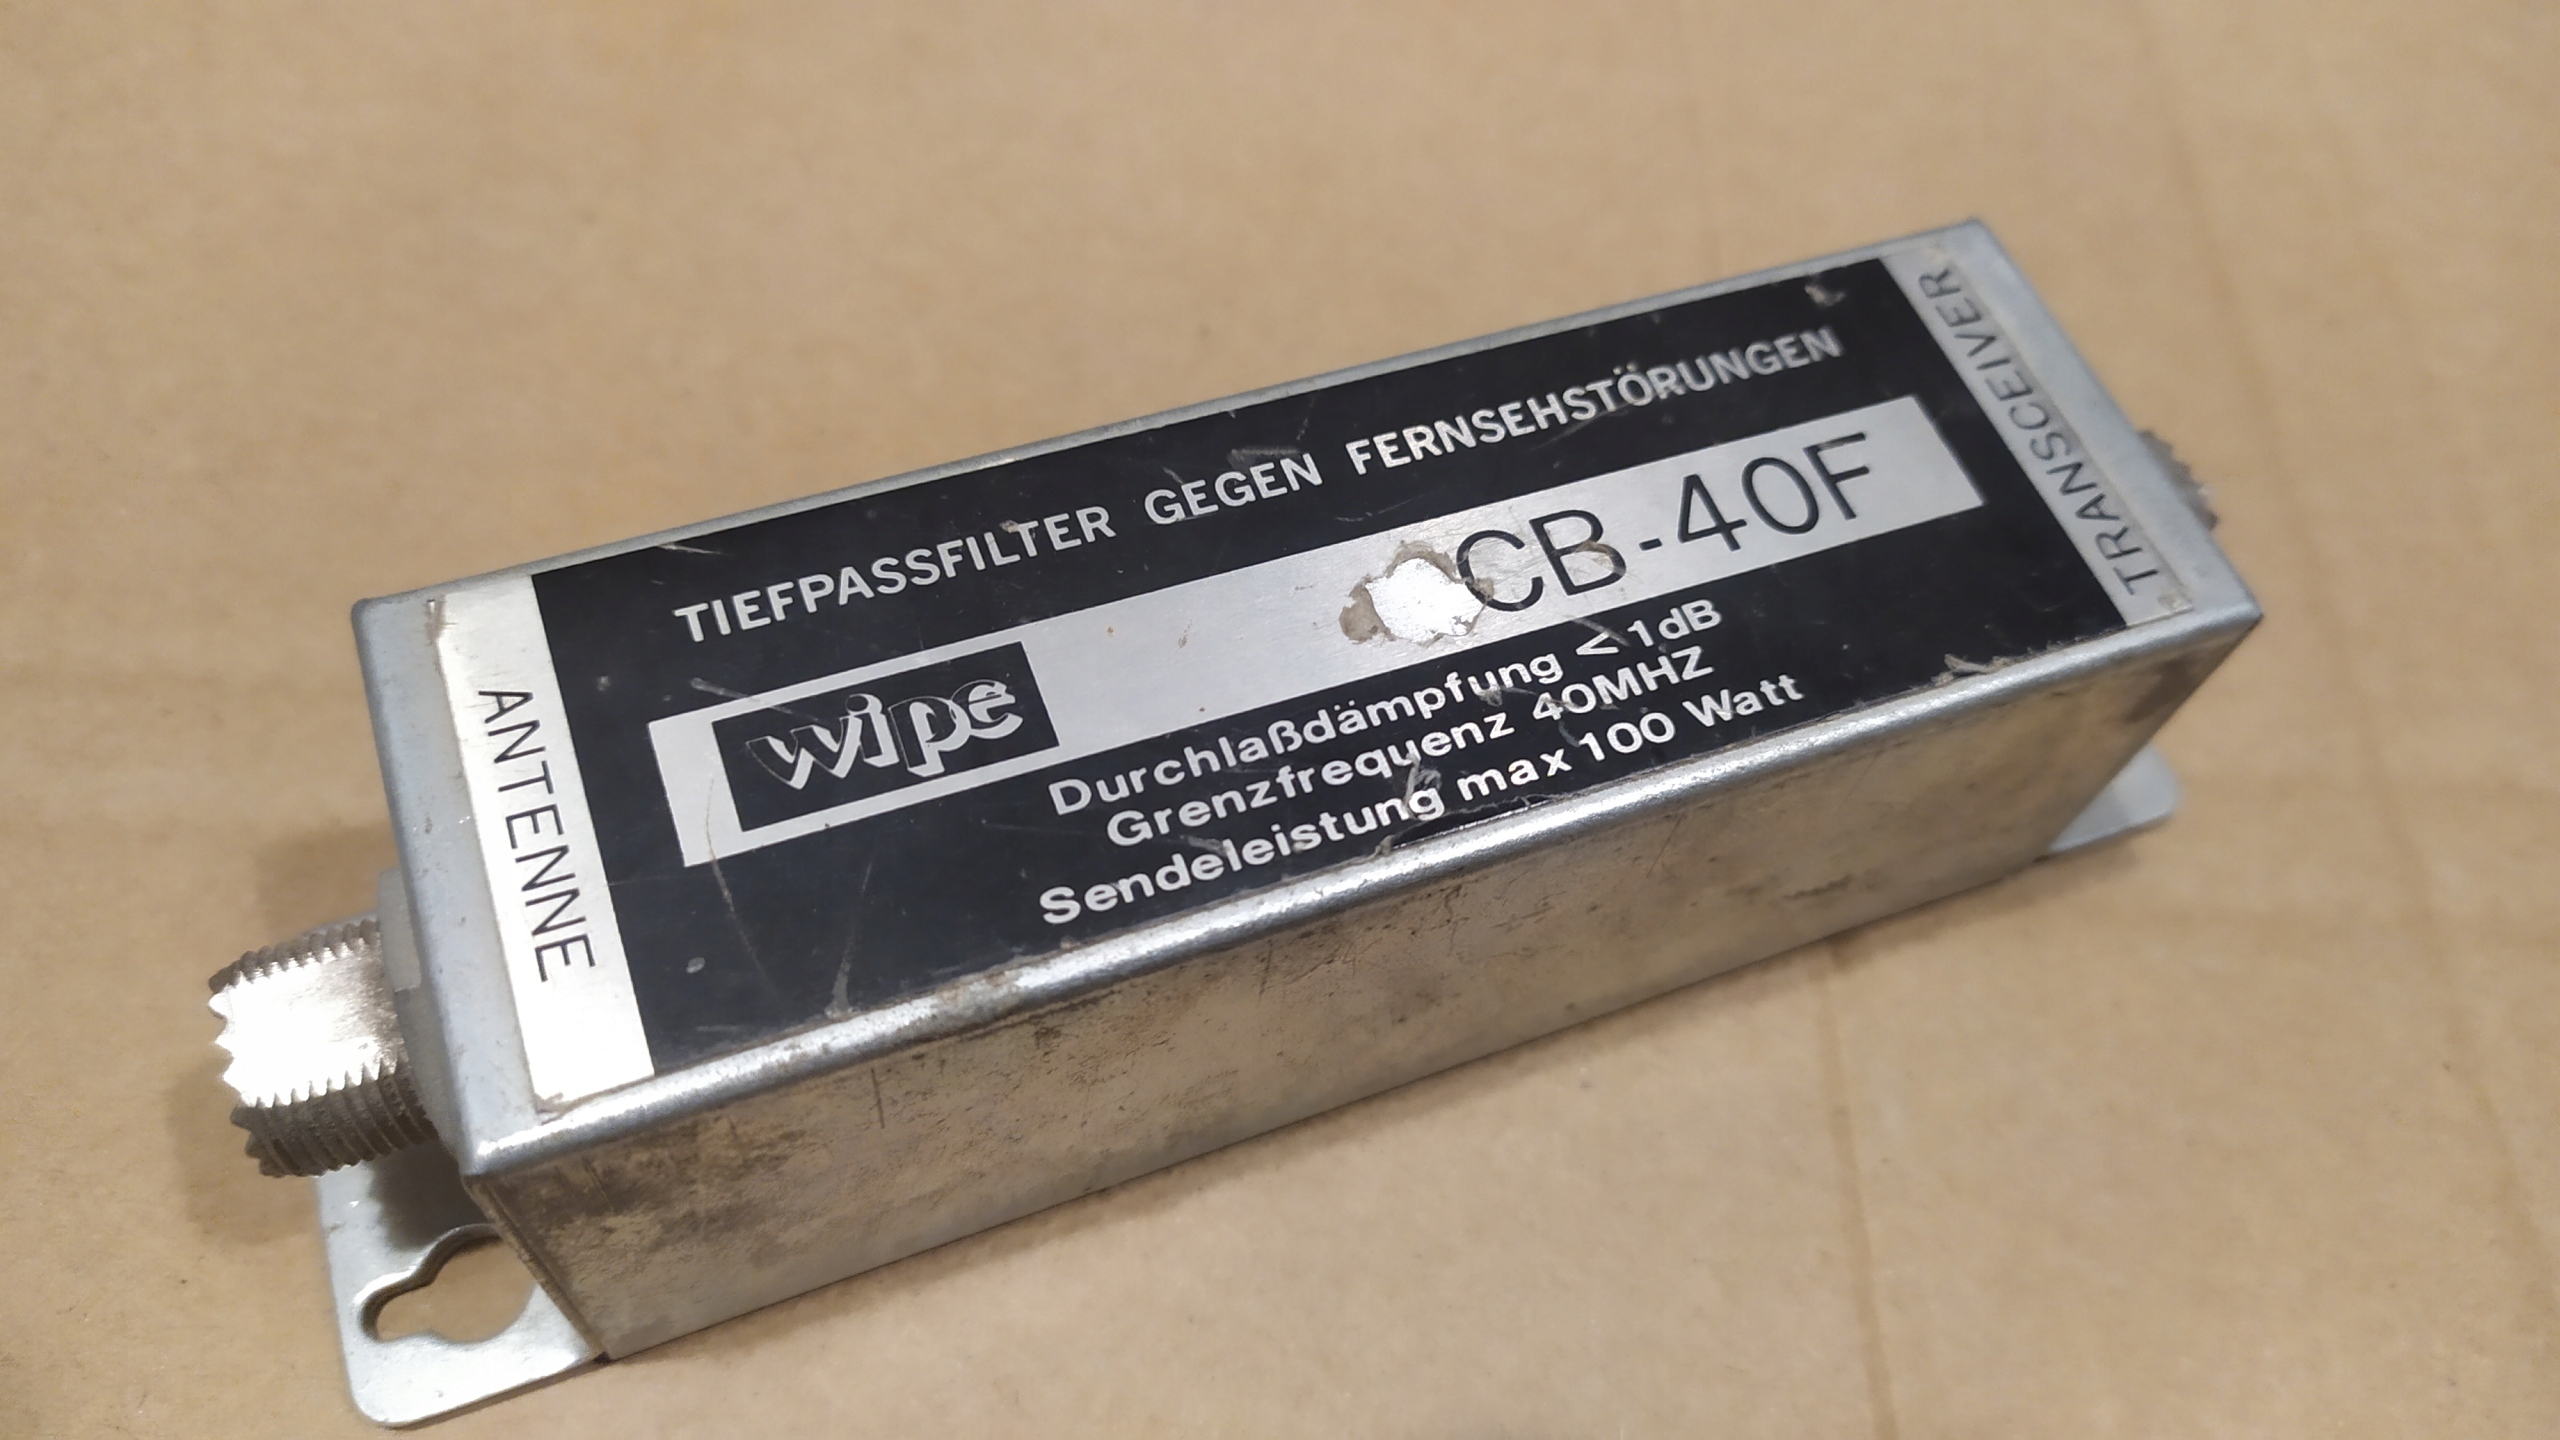 TIEFPASSFILTER GEGEN FERNSEHSTÖRUNGEN
wipe
CB-40F
Durchlaßdämpfung < 1dB
Grenzfrequenz 40MHZ
Sendeleistung max 100 Watt
ANTENNE
TRANSCEIVER